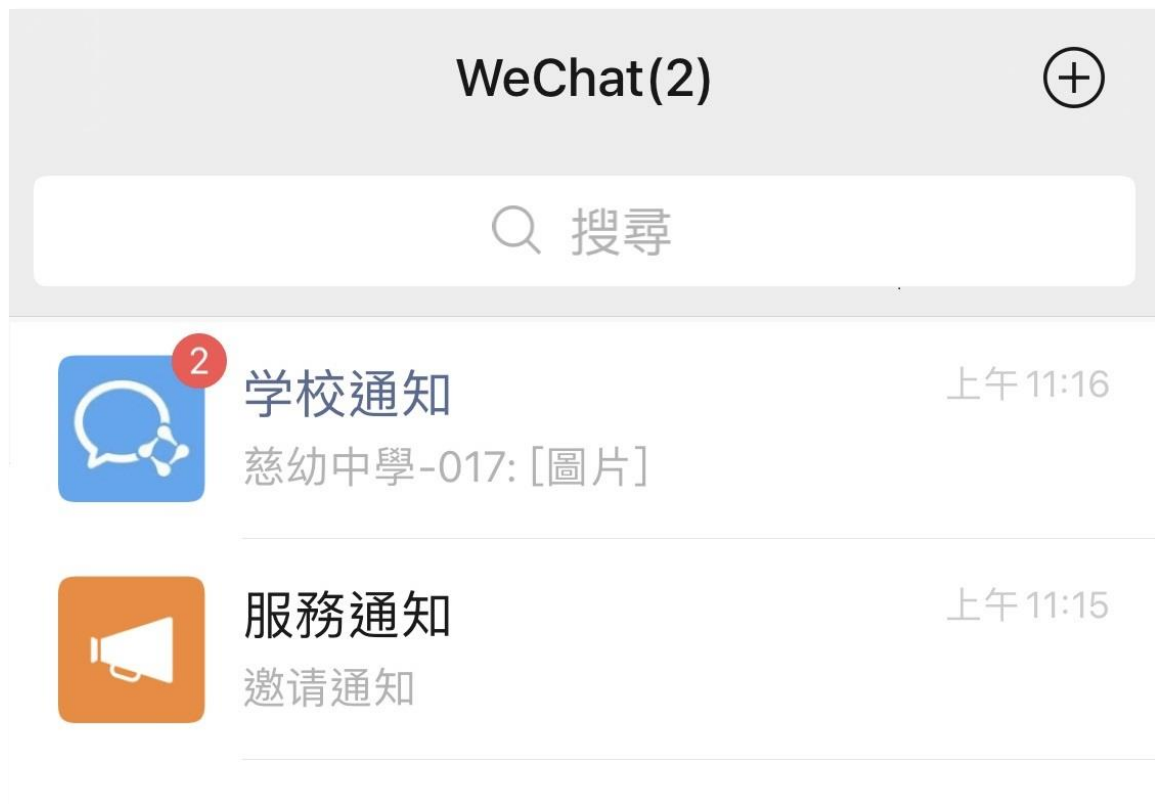 WeChat(2)
搜尋
2
学校通知
上午 11:16
慈幼中學-017: [圖片]
服務通知
上午 11:15
邀请通知